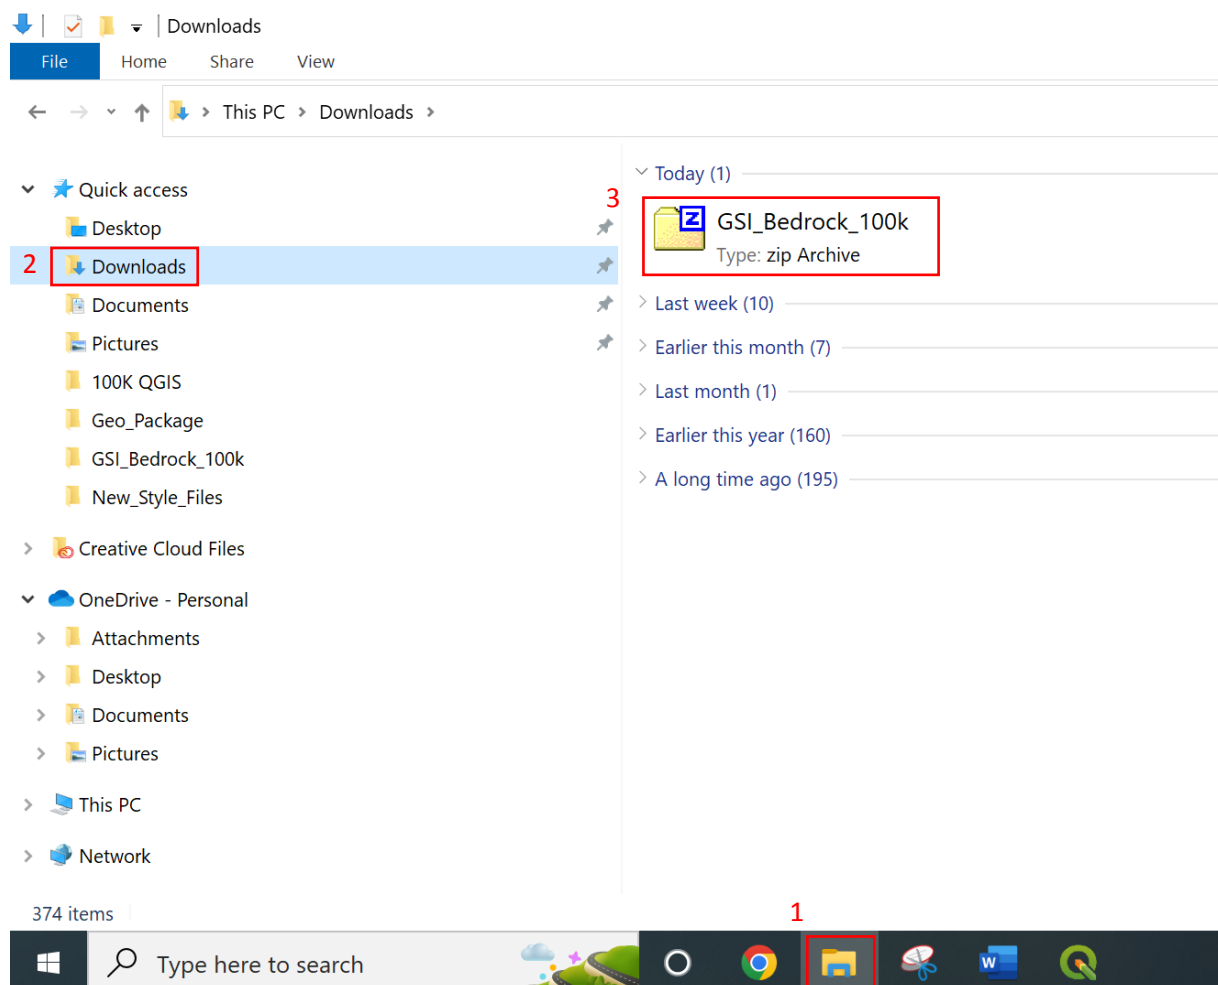 Downloads
File Home Share View
This PC Downloads
Quick access
Desktop
2 Downloads
Documents
Pictures
100K QGIS
Geo_Package
GSI_Bedrock_100k
New_Style_Files
Creative Cloud Files
OneDrive - Personal
Attachments
Desktop
Documents
Pictures
This PC
Network
374 items
Today (1)
3
Z
GSI_Bedrock_100k
Type: zip Archive
Last week (10)
Earlier this month (7)
Last month (1)
Earlier this year (160)
A long time ago (195)
1
Type here to search
W